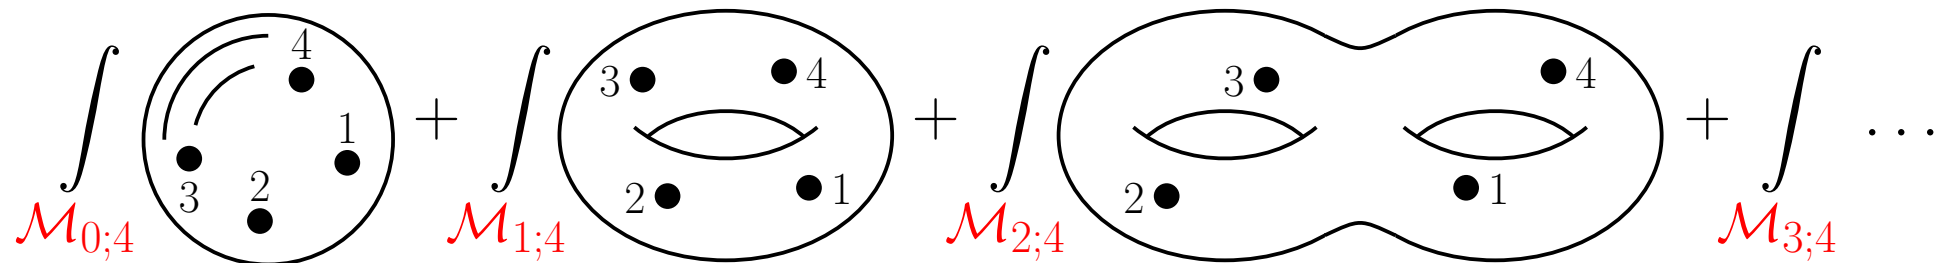 ∫ 4 1 3 2 + ∫ 3 4 2 1 + ∫ 3 4 2 1 + ∫ …
ℳ₀;₄ ℳ₁;₄ ℳ₂;₄ ℳ₃;₄